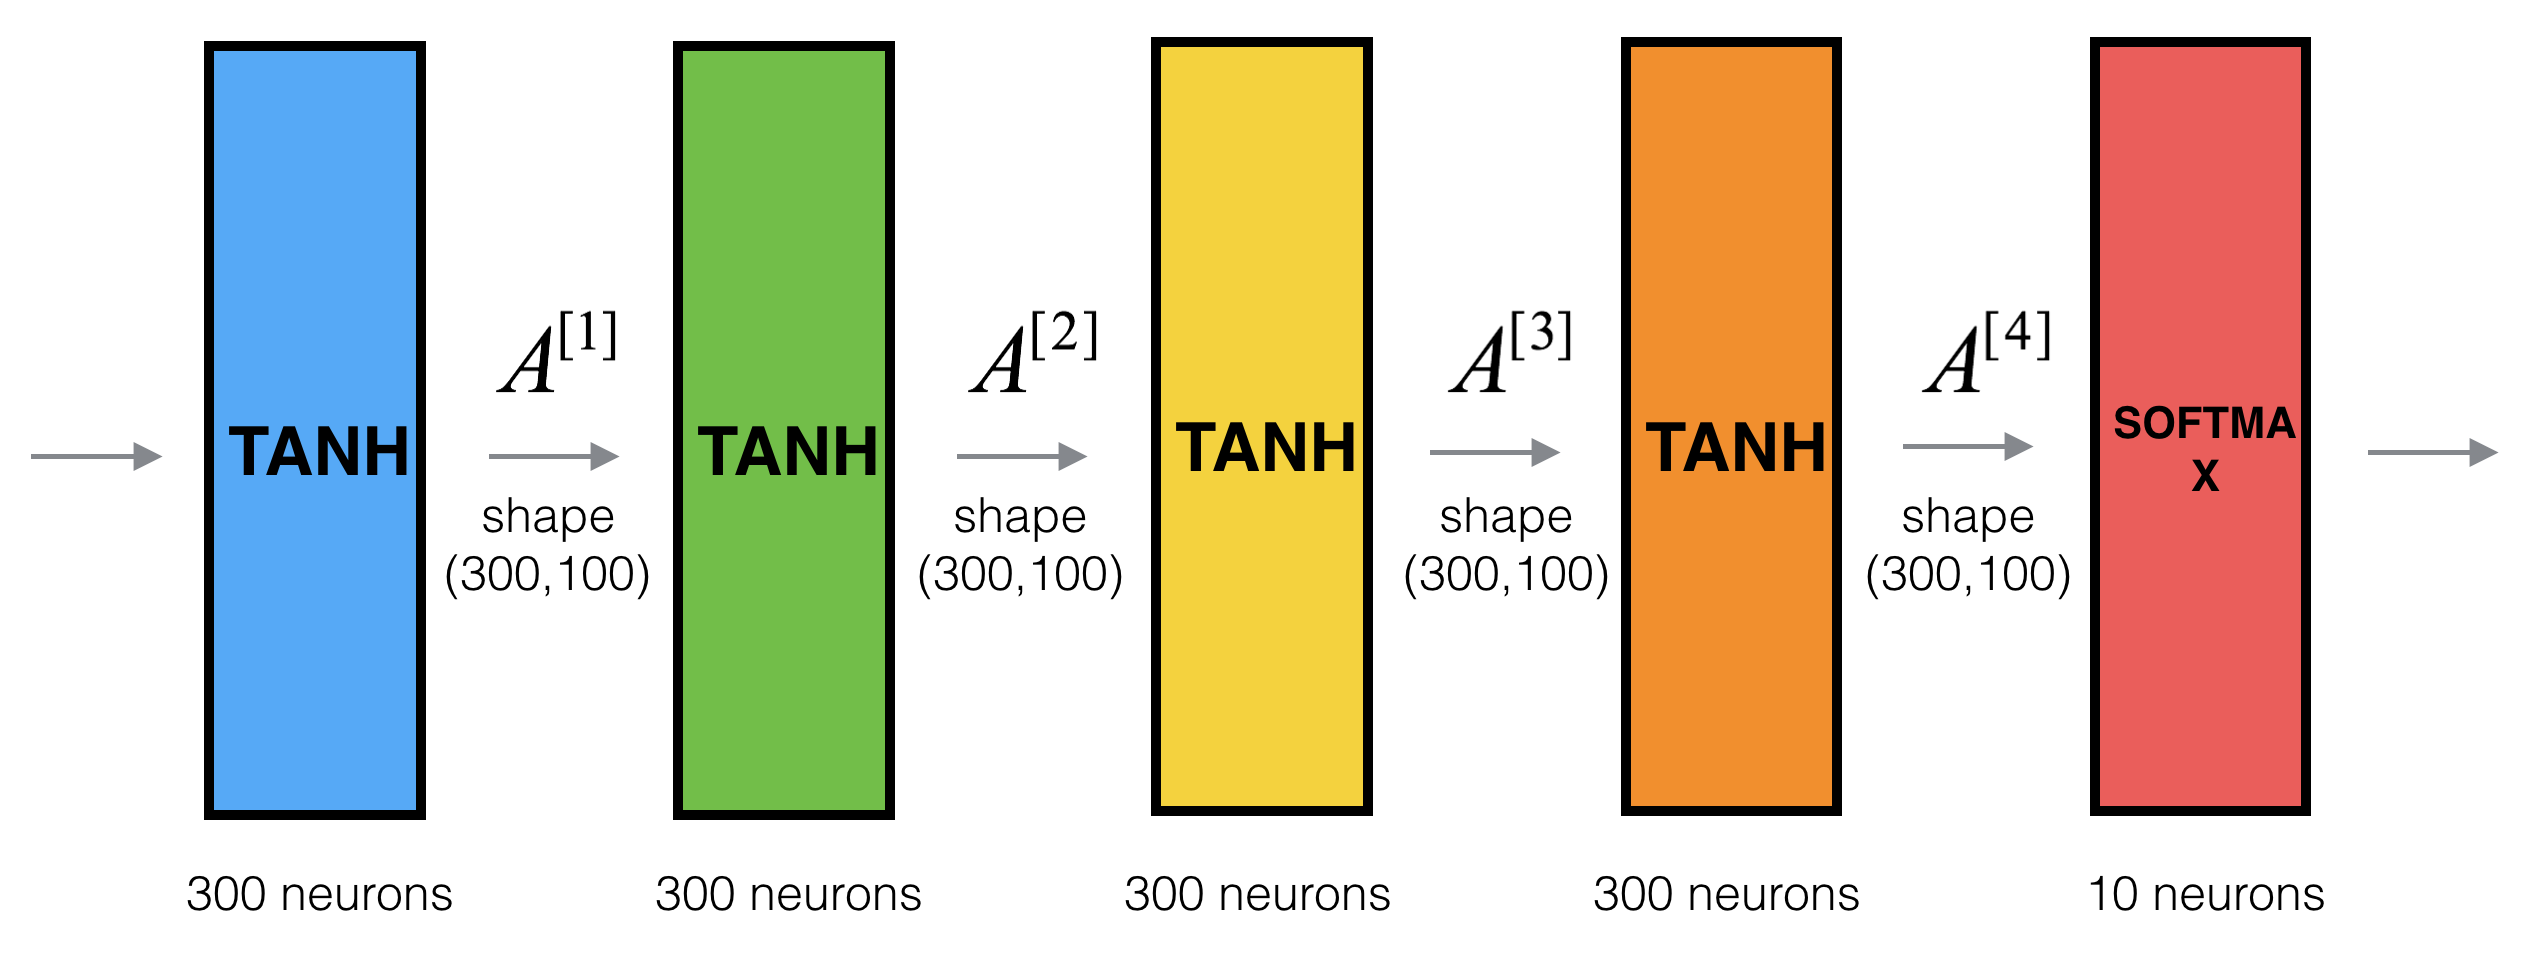 TANH
A[1]
shape
(300,100)
TANH
A[2]
shape
(300,100)
TANH
A[3]
shape
(300,100)
TANH
A[4]
shape
(300,100)
SOFTMA
X
300 neurons
300 neurons
300 neurons
300 neurons
10 neurons